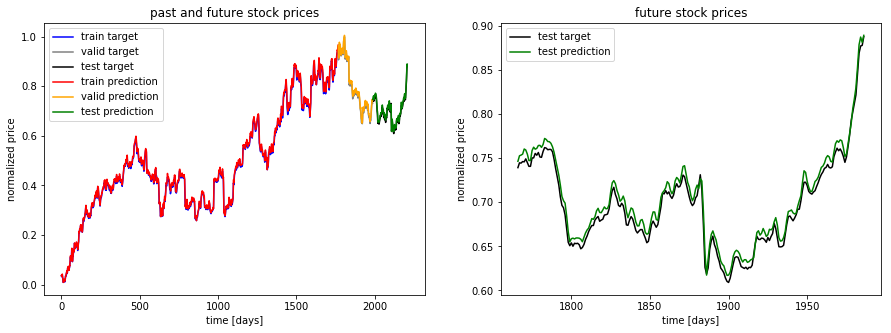 past and future stock prices
train target
valid target
test target
train prediction
valid prediction
test prediction
normalized price
1.0
0.8
0.6
0.4
0.2
0.0
0
500
1000
1500
2000
time [days]
future stock prices
test target
test prediction
normalized price
0.90
0.85
0.80
0.75
0.70
0.65
0.60
1800
1850
1900
1950
time [days]